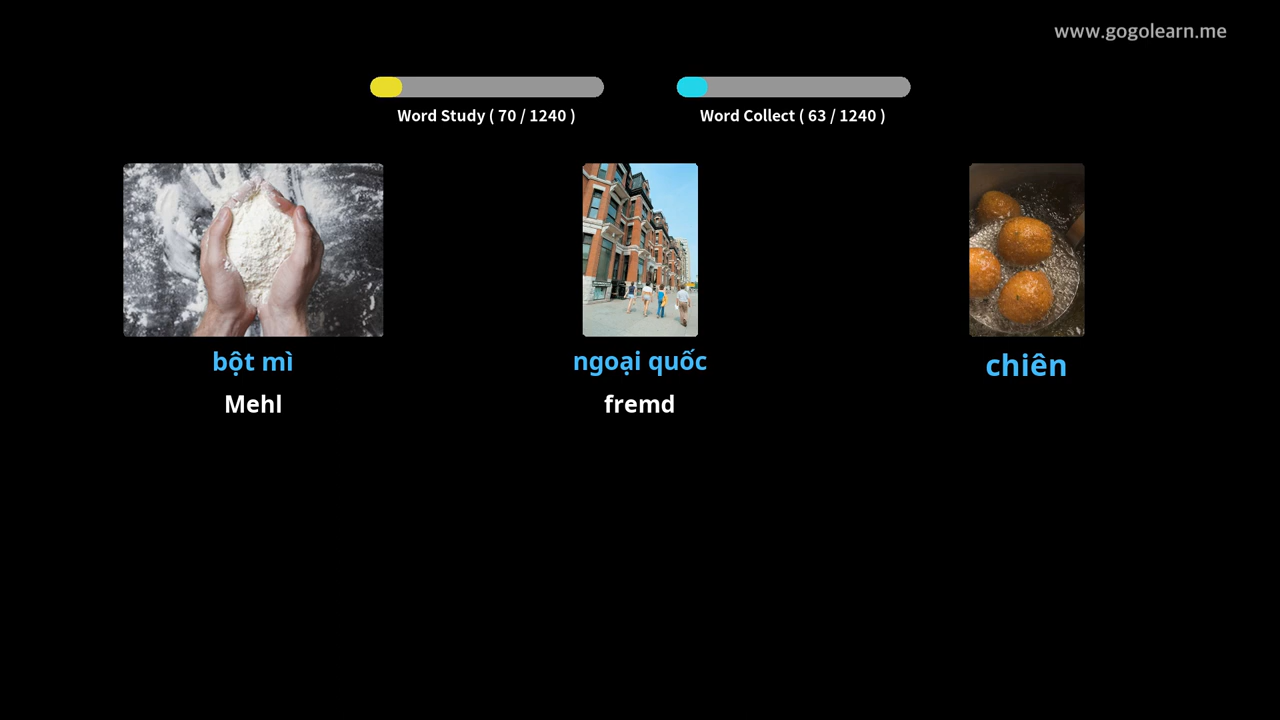 www.gogolearn.me
Word Study ( 70 / 1240 )
Word Collect ( 63 / 1240 )
bột mì
ngoại quốc
chiên
Mehl
fremd